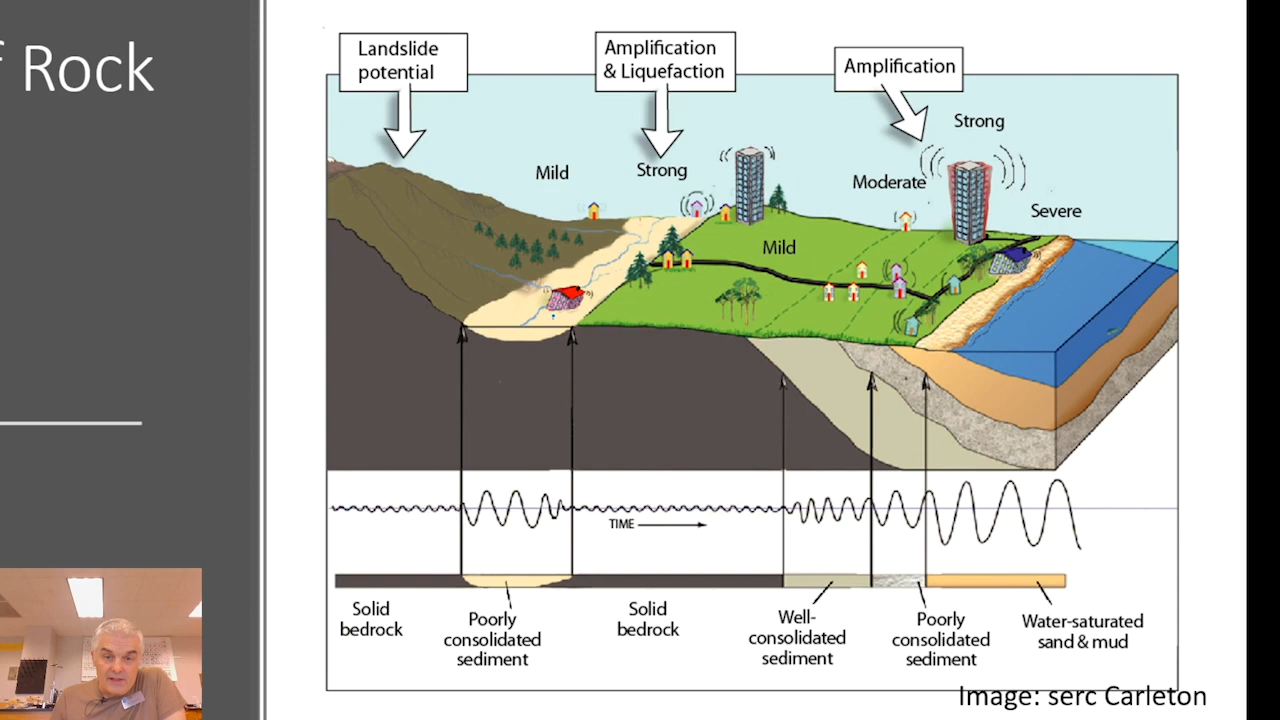 f Rock
Landslide
potential
Amplification
& Liquefaction
Amplification
Strong
Mild
Strong
Moderate
Severe
Mild
TIME
Solid
bedrock
Poorly
consolidated
sediment
Solid
bedrock
Well-
consolidated
sediment
Poorly
consolidated
sediment
Water-saturated
sand & mud
Image: serc Carleton